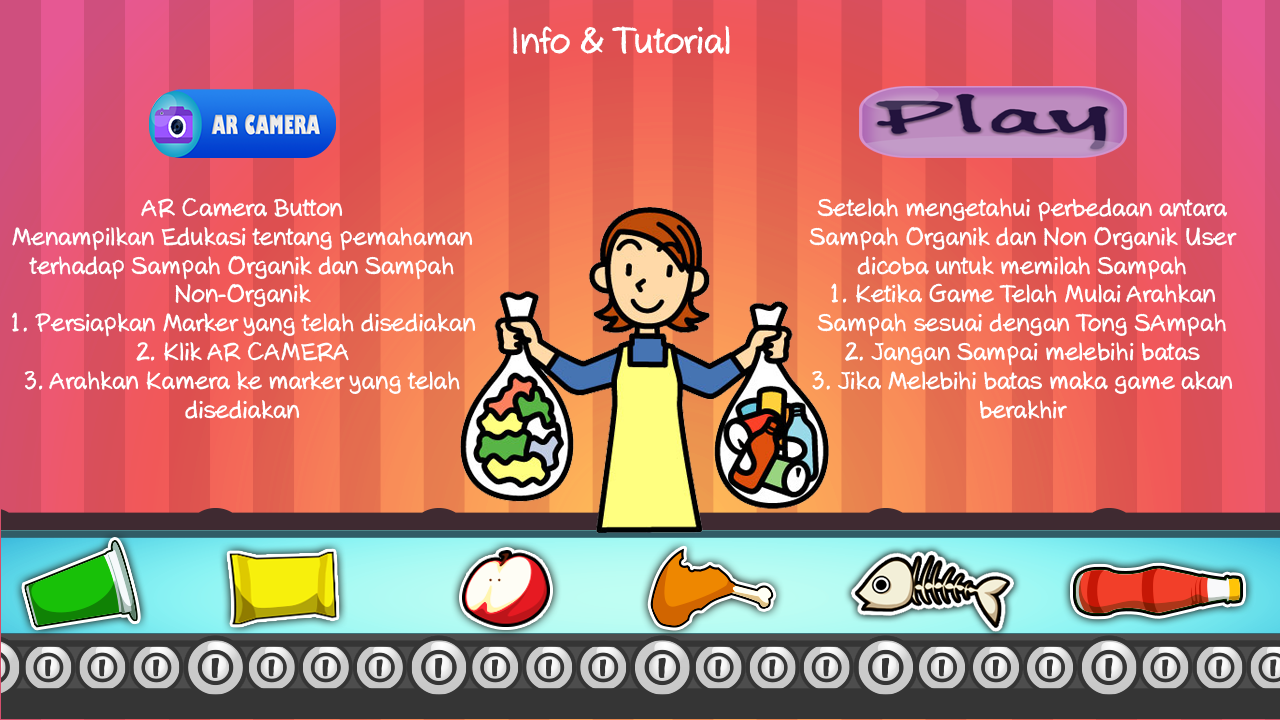 Info & Tutorial
AR CAMERA
AR Camera Button
Menampilkan Edukasi tentang pemahaman
terhadap Sampah Organik dan Sampah
Non-Organik
1. Persiapkan Marker yang telah disediakan
2. Klik AR CAMERA
3. Arahkan Kamera ke marker yang telah
disediakan
Play
Setelah mengetahui perbedaan antara
Sampah Organik dan Non Organik User
dicoba untuk memilah Sampah
1. Ketika Game Telah Mulai Arahkan
Sampah sesuai dengan Tong SAmpah
2. Jangan Sampai melebihi batas
3. Jika Melebihi batas maka game akan
berakhir